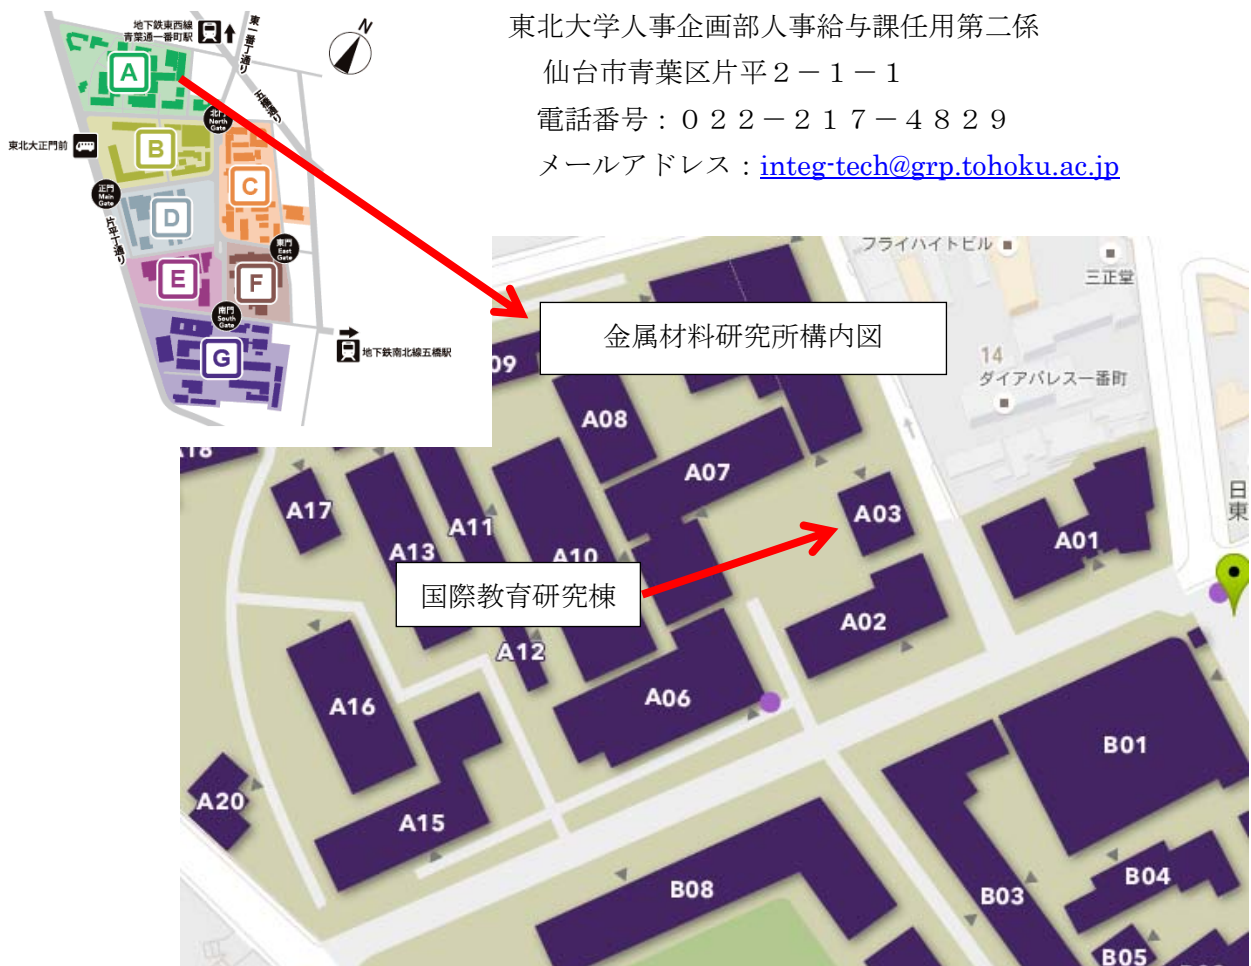 東北大学人事企画部人事給与課任用第二係
仙台市青葉区片平２－１－１
電話番号：０２２－２１７－４８２９
メールアドレス：integ-tech@grp.tohoku.ac.jp
地下鉄東西線
青葉通一番町駅
東一番丁通り
五橋通り
N
A
北門
North
Gate
東北大正門前
B
C
正門
Main
Gate
D
片平丁通り
東門
East
Gate
E
F
南門
South
Gate
G
地下鉄南北線五橋駅
フライハイトビル
三正堂
金属材料研究所構内図
14
ダイアパレス一番町
09
A08
A07
A18
A17
A11
A13
A10
A03
A01
日
東
国際教育研究棟
A02
A12
A06
A16
B01
A20
A15
B08
B03
B04
B05